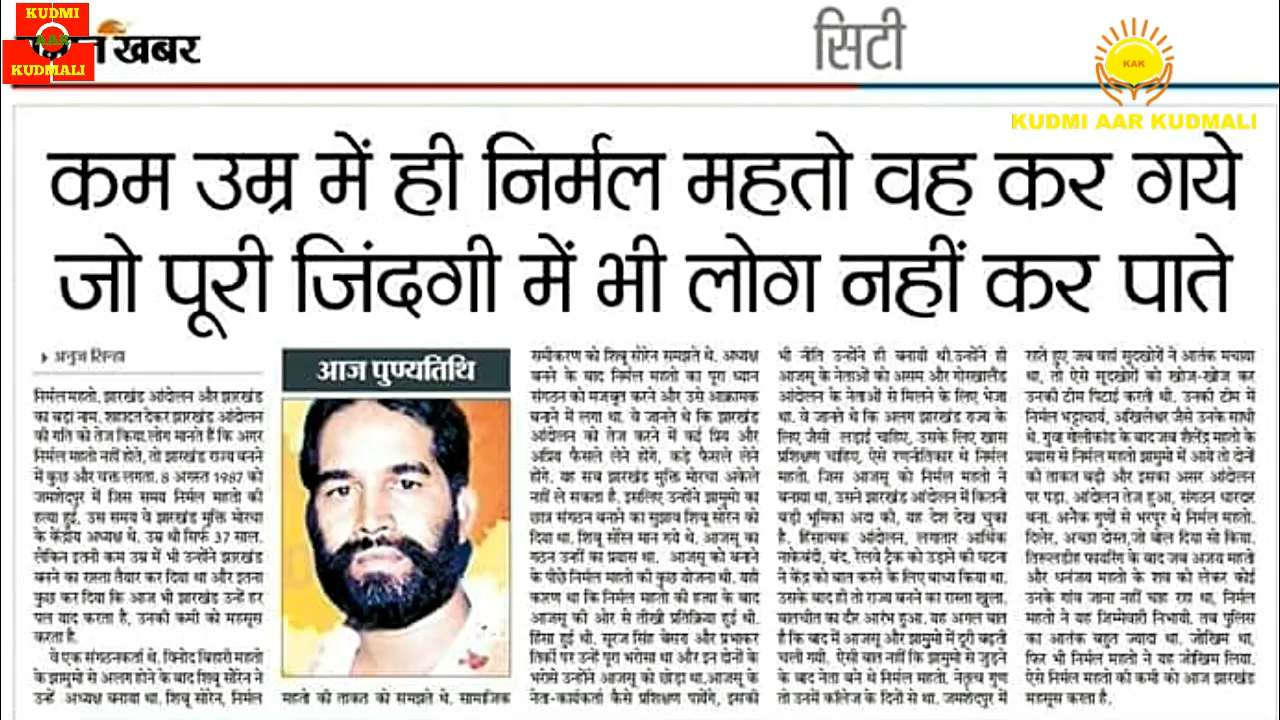 KUDMI
AAR
KUDMALI
खबर
सिटी
KAK
KUDMI AAR KUDMALI
कम उम्र में ही निर्मल महतो वह कर गये
जो पूरी जिंदगी में भी लोग नहीं कर पाते
अनुज सिन्हा
निर्मल महतो. झारखंड आंदोलन और झारखंड
का बड़ा नाम. शहादत देकर झारखंड आंदोलन
की गति को तेज किया.लोग मानते हैं कि अगर
निर्मल महतो नहीं होते, तो झारखंड राज्य बनने
में कुछ और वक्त लगता. 8 अगस्त 1987 को
जमशेदपुर में जिस समय निर्मल महतो की
हत्या हुई, उस समय वे झारखंड मुक्ति मोरचा
के केंद्रीय अध्यक्ष थे. उम्र थी सिर्फ 37 साल.
लेकिन इतनी कम उम्र में भी उन्होंने झारखंड
बनने का रास्ता तैयार कर दिया था और इतना
कुछ कर दिया कि आज भी झारखंड उन्हें हर
पल याद करता है, उनकी कमी को महसूस
करता है.
वे एक संगठनकर्ता थे. विनोद बिहारी महतो
के झामुमो से अलग होने के बाद शिबू सोरेन ने
उन्हें अध्यक्ष बनाया था. शिबू सोरेन, निर्मल
आज पुण्यतिथि
महतो की ताकत को समझते थे. सामाजिक
समीकरण को शिबू सोरेन समझते थे. अध्यक्ष
बनने के बाद निर्मल महतो का पूरा ध्यान
संगठन को मजबूत करने और उसे आक्रामक
बनाने में लगा था. वे जानते थे कि झारखंड
आंदोलन को तेज करने में कई प्रिय और
अप्रिय फैसले लेने होंगे, कड़े फैसले लेने
होंगे. यह सब झारखंड मुक्ति मोरचा अकेले
नहीं ले सकता है, इसलिए उन्होंने झामुमो का
छात्र संगठन बनाने का सुझाव शिबू सोरेन को
दिया था. शिबू सोरेन मान गये थे. आजसू का
गठन उन्हीं का प्रयास था. आजसू को बनाने
के पीछे निर्मल महतो की कुछ योजना थी. यही
कारण था कि निर्मल महतो की हत्या के बाद
आजसू की ओर से तीखी प्रतिक्रिया हुई थी.
हिंसा हुई थी. सूरज सिंह बेसरा और प्रभाकर
तिर्की पर उन्हें पूरा भरोसा था और इन दोनों के
भरोसे उन्होंने आजसू को छोड़ा था.आजसू के
नेता-कार्यकर्ता कैसे प्रशिक्षण पायेंगे, इसकी
भी नीति उन्होंने ही बनायी थी.उन्होंने ही
आजसू के नेताओं को असम और गोरखालैंड
आंदोलन के नेताओं से मिलने के लिए भेजा
था. वे जानते थे कि अलग झारखंड राज्य के
लिए जैसी लड़ाई चाहिए, उसके लिए खास
प्रशिक्षण चाहिए. ऐसे रणनीतिकार थे निर्मल
महतो. जिस आजसू को निर्मल महतो ने
बनाया था, उसने झारखंड आंदोलन में कितनी
बड़ी भूमिका अदा की, यह देश देख चुका
है. हिंसात्मक आंदोलन, लगातार आर्थिक
नाकेबंदी, बंद, रेलवे ट्रैक को उड़ाने की घटना
ने केंद्र को बात करने के लिए बाध्य किया था.
उसके बाद ही तो राज्य बनने का रास्ता खुला.
बातचीत का दौर आरंभ हुआ. यह अलग बात
है कि बाद में आजसू और झामुमो में दूरी बढ़ती
चली गयी. ऐसी बात नहीं कि झामुमो से जुड़ने
के बाद नेता बने थे निर्मल महतो. नेतृत्व गुण
तो उनमें कॉलेज के दिनों से था. जमशेदपुर में
रहते हुए जब वहां सूदखोरों ने आतंक मचाया
था, तो ऐसे सूदखोरों को खोज-खोज कर
उनकी टीम पिटाई करती थी. उनकी टीम में
निर्मल भट्टाचार्य, अखिलेश्वर जैसे उनके साथी
थे. गुवा गोलीकांड के बाद जब शैलेंद्र महतो के
प्रयास से निर्मल महतो झामुमो में आये तो दोनों
की ताकत बढ़ी और इसका असर आंदोलन
पर पड़ा. आंदोलन तेज हुआ. संगठन धारदार
बना. अनेक गुणों से भरपूर थे निर्मल महतो.
दिलेर, अच्छा दोस्त,जो बोल दिया सो किया.
तिरूलडीह फायरिंग के बाद जब अजय महतो
और धनंजय महतो के शव को लेकर कोई
उनके गांव जाना नहीं चाह रहा था, निर्मल
महतो ने यह जिम्मेवारी निभायी. तब पुलिस
का आतंक बहुत ज्यादा था. जोखिम था.
फिर भी निर्मल महतो ने यह जोखिम लिया.
ऐसे निर्मल महतो की कमी को आज झारखंड
महसूस करता है.